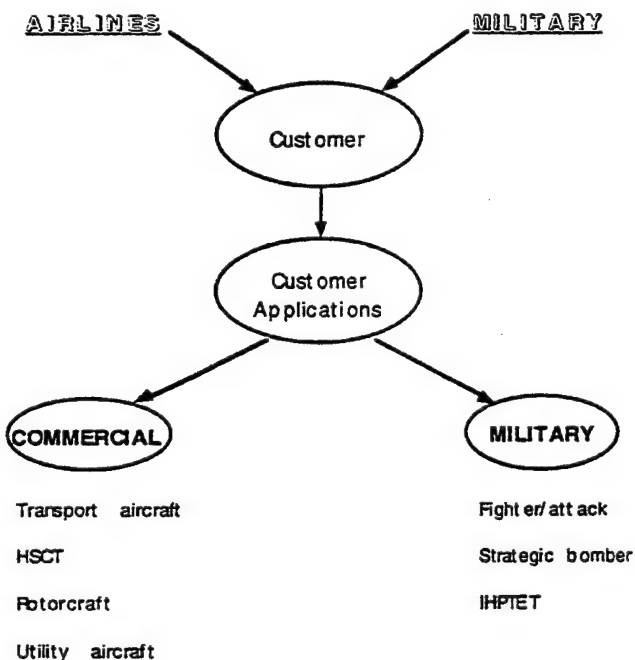 AIRLINES
MILITARY
Customer
Customer
Applications
COMMERCIAL
MILITARY
Transport aircraft
HSCT
Rotorcraft
Utility aircraft
Fighter/attack
Strategic bomber
IHPTET